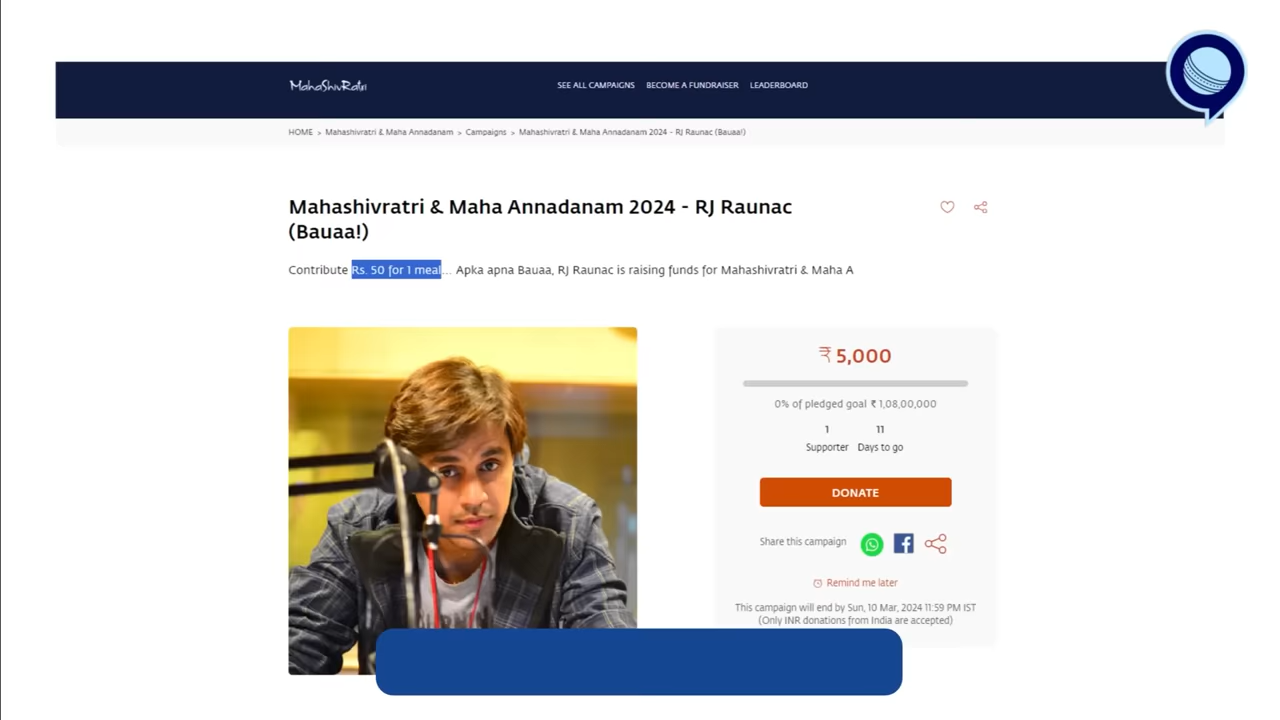 MahaShivRatri
SEE ALL CAMPAIGNS BECOME A FUNDRAISER LEADERBOARD
HOME > Mahashivratri & Maha Annadanam > Campaigns > Mahashivratri & Maha Annadanam 2024 - RJ Raunac (Bauaa!)
Mahashivratri & Maha Annadanam 2024 - RJ Raunac
(Bauaa!)
Contribute Rs. 50 for 1 meal... Apka apna Bauaa, RJ Raunac is raising funds for Mahashivratri & Maha A
₹ 5,000
0% of pledged goal ₹ 1,08,00,000
1 11
Supporter Days to go
DONATE
Share this campaign
Remind me later
This campaign will end by Sun, 10 Mar, 2024 11:59 PM IST
(Only INR donations from India are accepted)